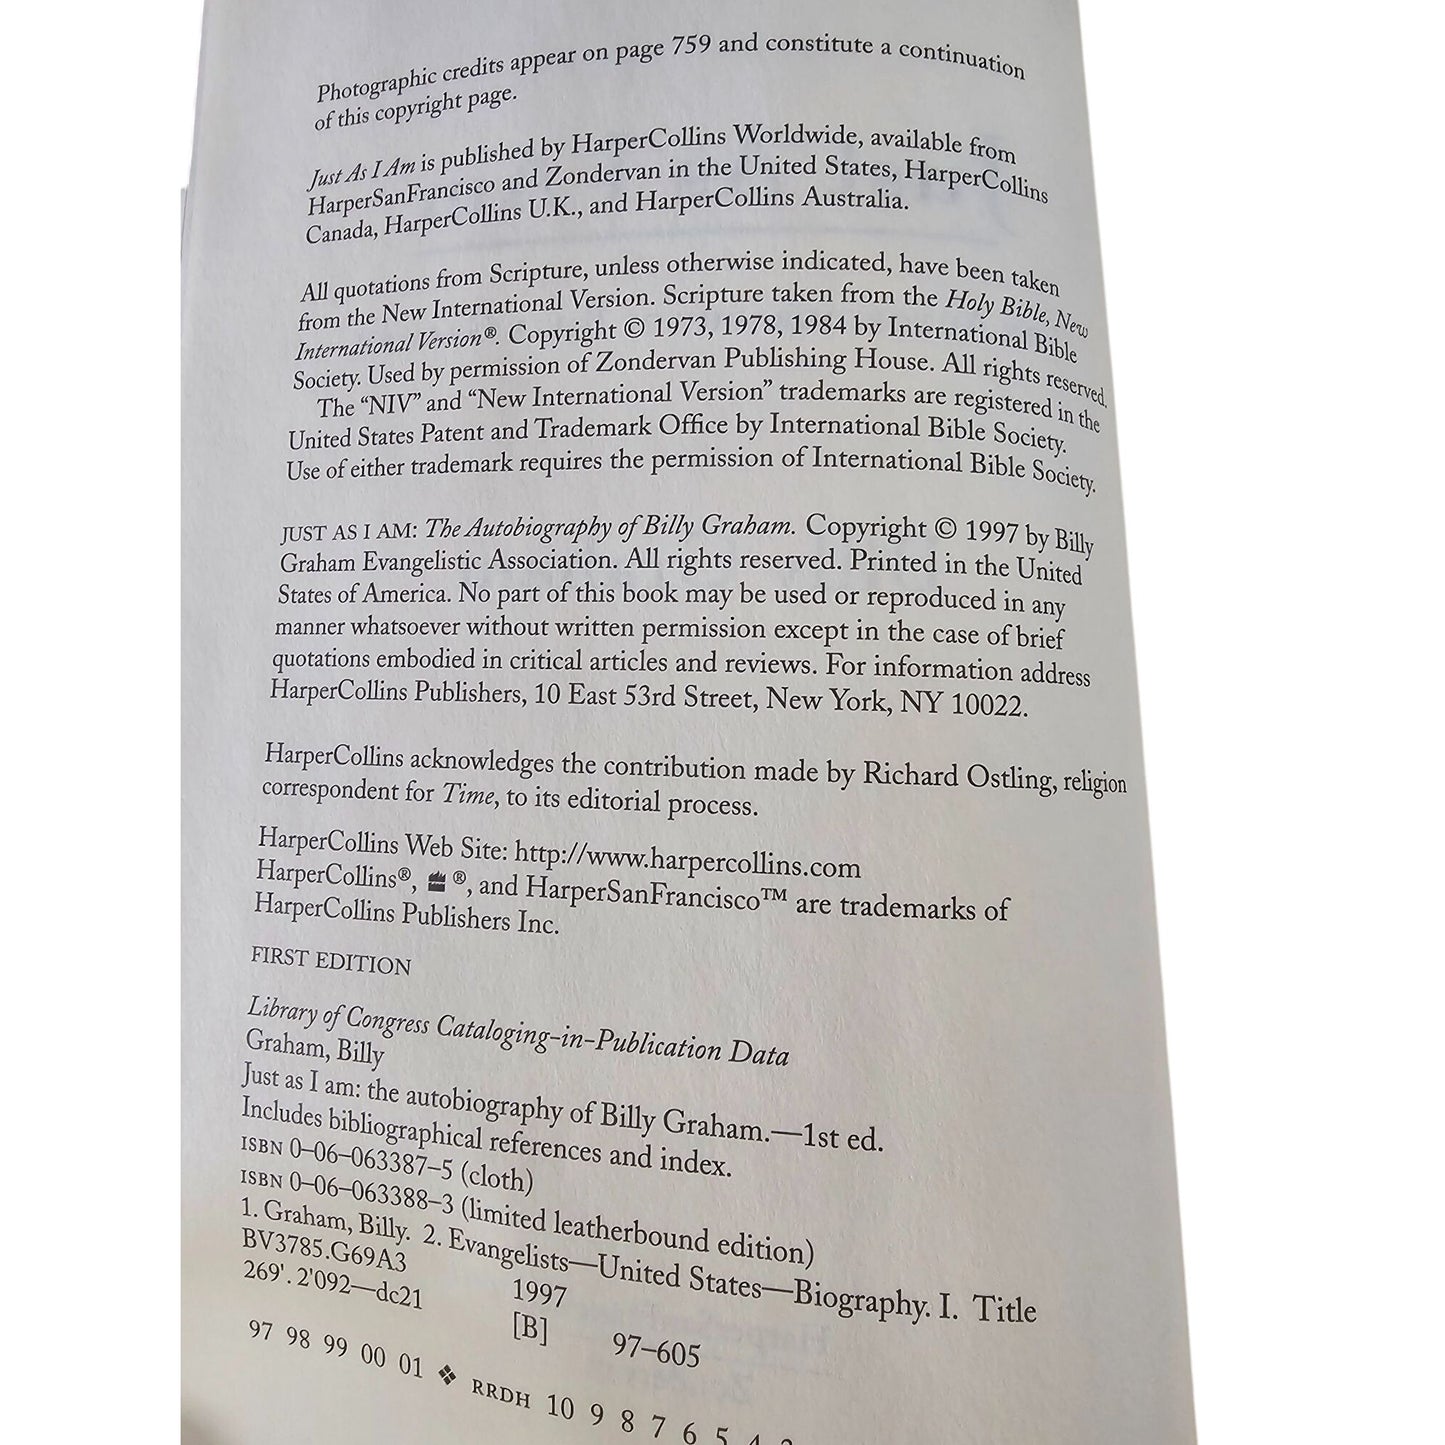 Photographic credits appear on page 759 and constitute a continuation
of this copyright page.
Just As I Am is published by HarperCollins Worldwide, available from
HarperSanFrancisco and Zondervan in the United States, HarperCollins
Canada, HarperCollins U.K., and HarperCollins Australia.
All quotations from Scripture, unless otherwise indicated, have been taken
from the New International Version. Scripture taken from the Holy Bible, New
International Version®. Copyright © 1973, 1978, 1984 by International Bible
Society. Used by permission of Zondervan Publishing House. All rights reserved.
The “NIV” and “New International Version” trademarks are registered in the
United States Patent and Trademark Office by International Bible Society.
Use of either trademark requires the permission of International Bible Society.
JUST AS I AM: The Autobiography of Billy Graham. Copyright © 1997 by Billy
Graham Evangelistic Association. All rights reserved. Printed in the United
States of America. No part of this book may be used or reproduced in any
manner whatsoever without written permission except in the case of brief
quotations embodied in critical articles and reviews. For information address
HarperCollins Publishers, 10 East 53rd Street, New York, NY 10022.
HarperCollins acknowledges the contribution made by Richard Ostling, religion
correspondent for Time, to its editorial process.
HarperCollins Web Site: http://www.harpercollins.com
HarperCollins®, ®, and HarperSanFrancisco™ are trademarks of
HarperCollins Publishers Inc.
FIRST EDITION
Library of Congress Cataloging-in-Publication Data
Graham, Billy
Just as I am: the autobiography of Billy Graham.—1st ed.
Includes bibliographical references and index.
ISBN 0–06–063387–5 (cloth)
ISBN 0–06–063388–3 (limited leatherbound edition)
1. Graham, Billy. 2. Evangelists—United States—Biography. I. Title
BV3785.G69A3 1997
269'. 2'092—dc21 [B] 97–605
97 98 99 00 01 ❖ RRDH 10 9 8 7 6 5